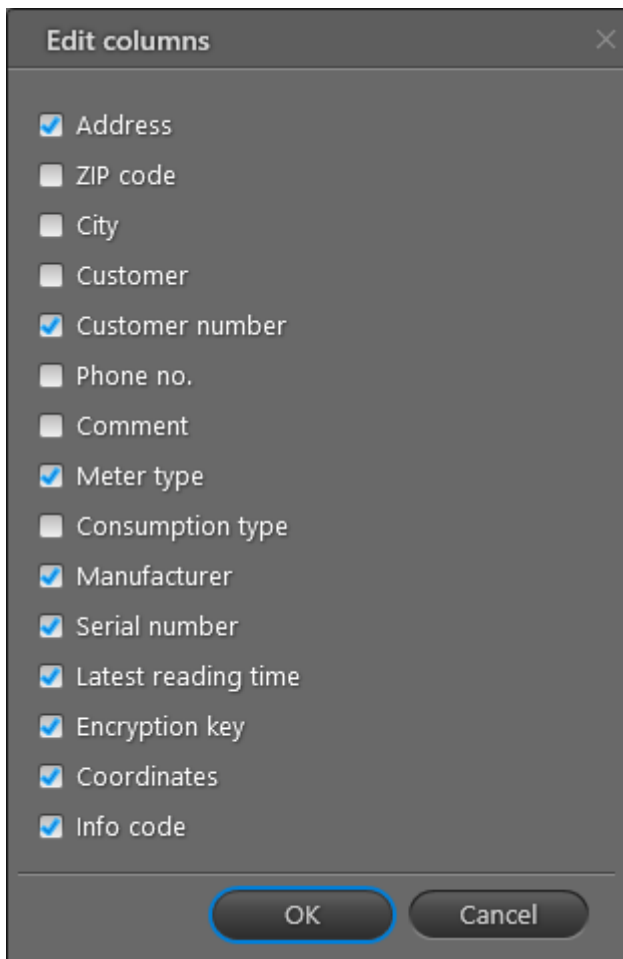 Edit columns
Address
ZIP code
City
Customer
Customer number
Phone no.
Comment
Meter type
Consumption type
Manufacturer
Serial number
Latest reading time
Encryption key
Coordinates
Info code
OK Cancel